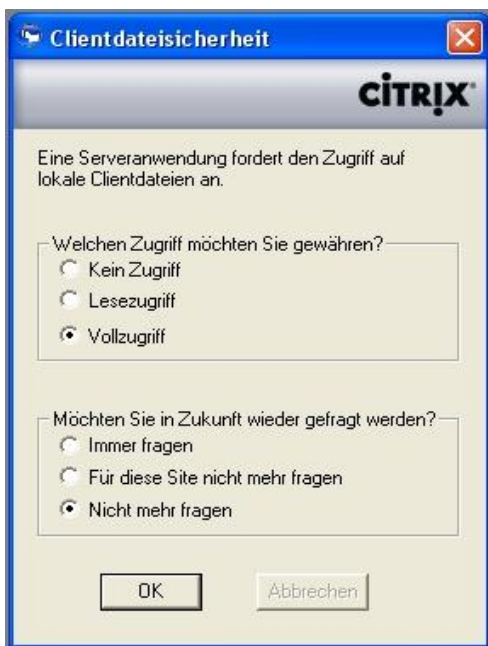 Clientdateisicherheit
CİTRIX
Eine Serveranwendung fordert den Zugriff auf
lokale Clientdateien an.
Welchen Zugriff möchten Sie gewähren?
Kein Zugriff
Lesezugriff
Vollzugriff
Möchten Sie in Zukunft wieder gefragt werden?
Immer fragen
Für diese Site nicht mehr fragen
Nicht mehr fragen
OK Abbrechen